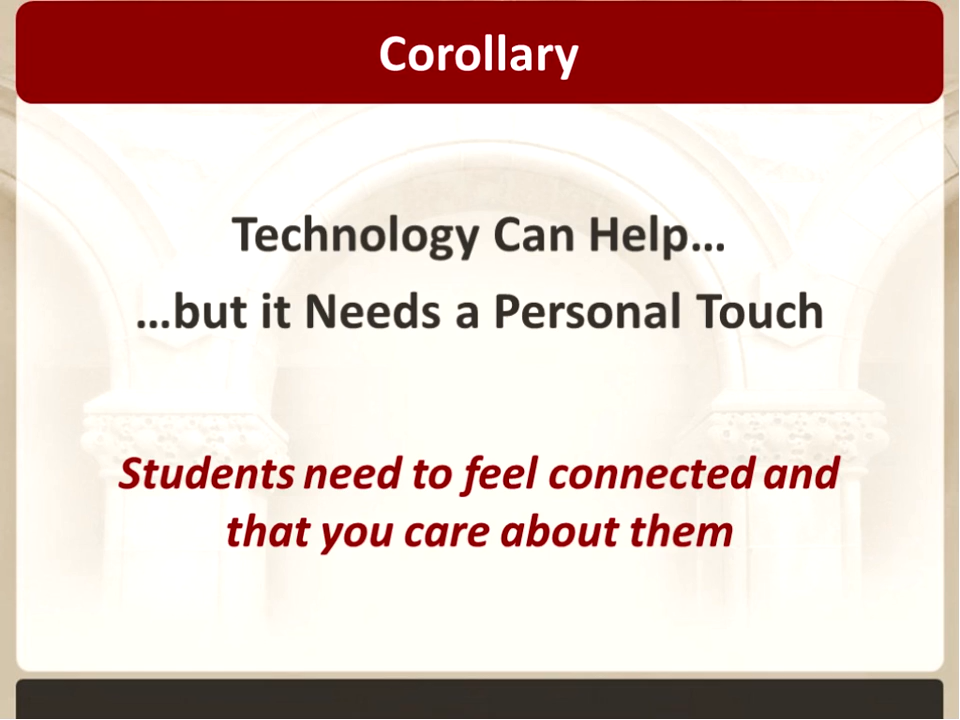 Corollary
Technology Can Help…
…but it Needs a Personal Touch
Students need to feel connected and
that you care about them